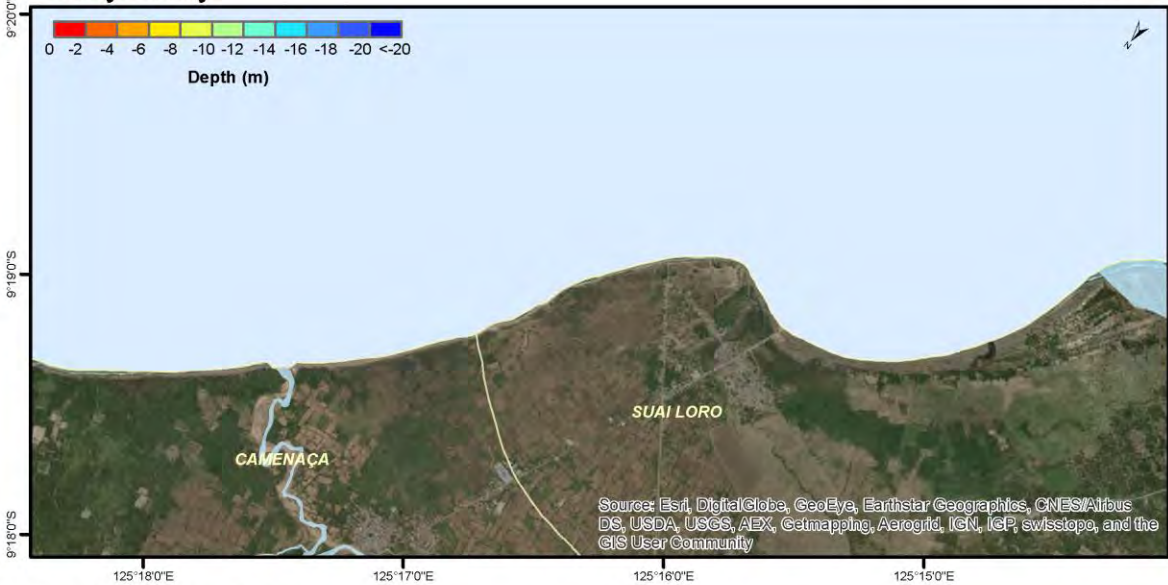 9°20'0"S
0 -2 -4 -6 -8 -10 -12 -14 -16 -18 -20 <-20
Depth (m)
N
9°19'0"S
SUAI LORO
CAMENAÇA
Source: Esri, DigitalGlobe, GeoEye, Earthstar Geographics, CNES/Airbus
DS, USDA, USGS, AEX, Getmapping, Aerogrid, IGN, IGP, swisstopo, and the
GIS User Community
9°18'0"S
125°18'0"E 125°17'0"E 125°16'0"E 125°15'0"E